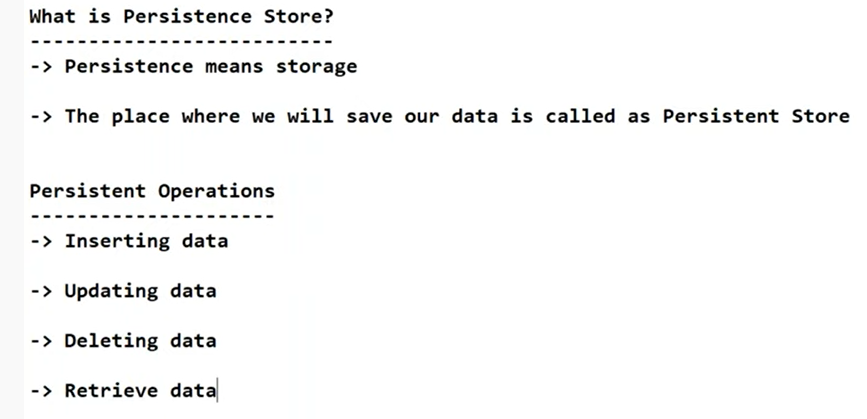 What is Persistence Store?
--------------------------
-> Persistence means storage
-> The place where we will save our data is called as Persistent Store
Persistent Operations
---------------------
-> Inserting data
-> Updating data
-> Deleting data
-> Retrieve data